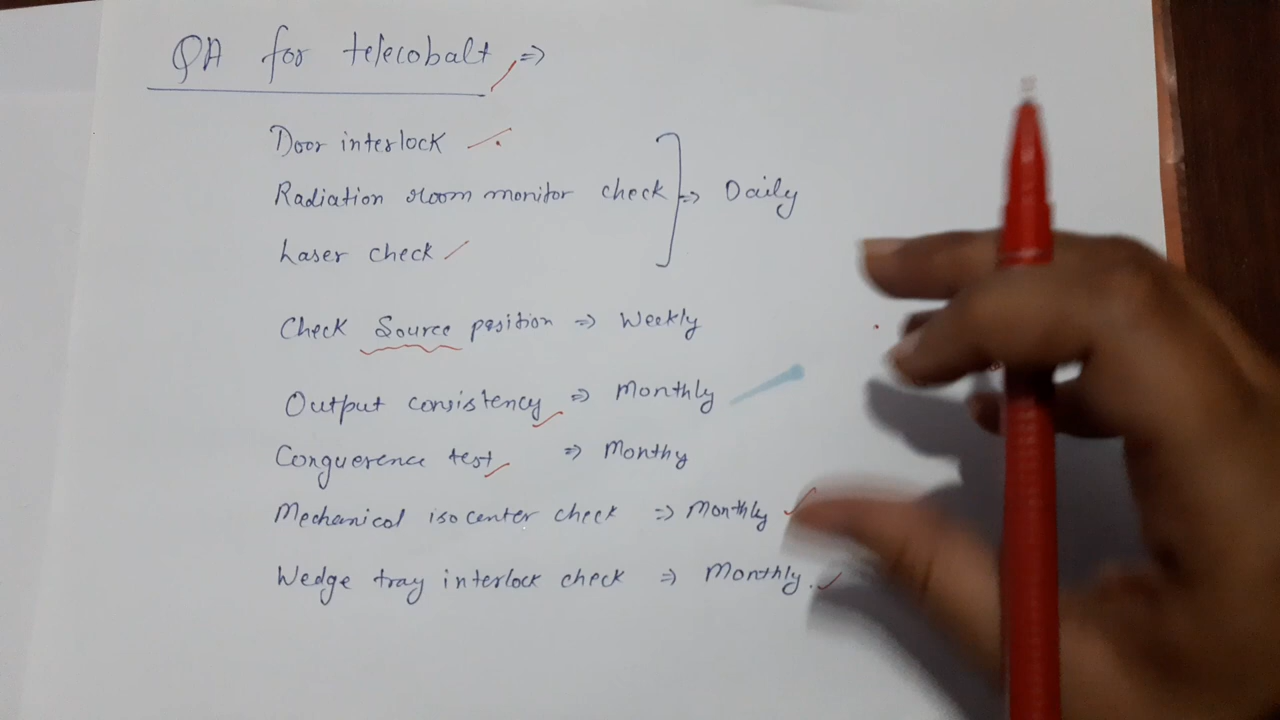 QA for telecobalt =>
Door interlock
Radiation room monitor check => Daily
Laser check
Check Source position => Weekly
Output consistency => Monthly
Conguerence test => Monthy
Mechanical isocenter check => Monthly
Wedge tray interlock check => Monthly.